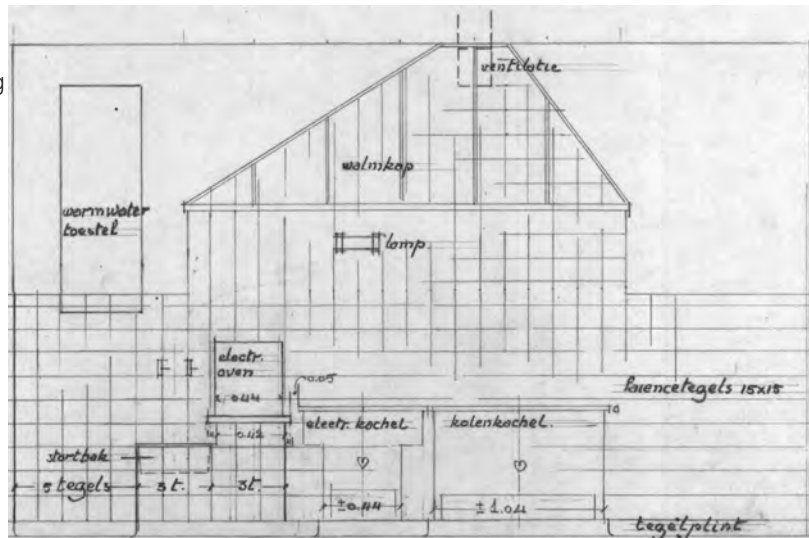 g
ventilatie
walmkap
warmwater
toestel
lamp.
electr.
oven
0.44
0.05
faiencetegels 15x15
0.42
electr. kachel
kolenkachel.
stortbak
5 tegels
3 t.
3t.
±0.44
±1.04
tegelplint